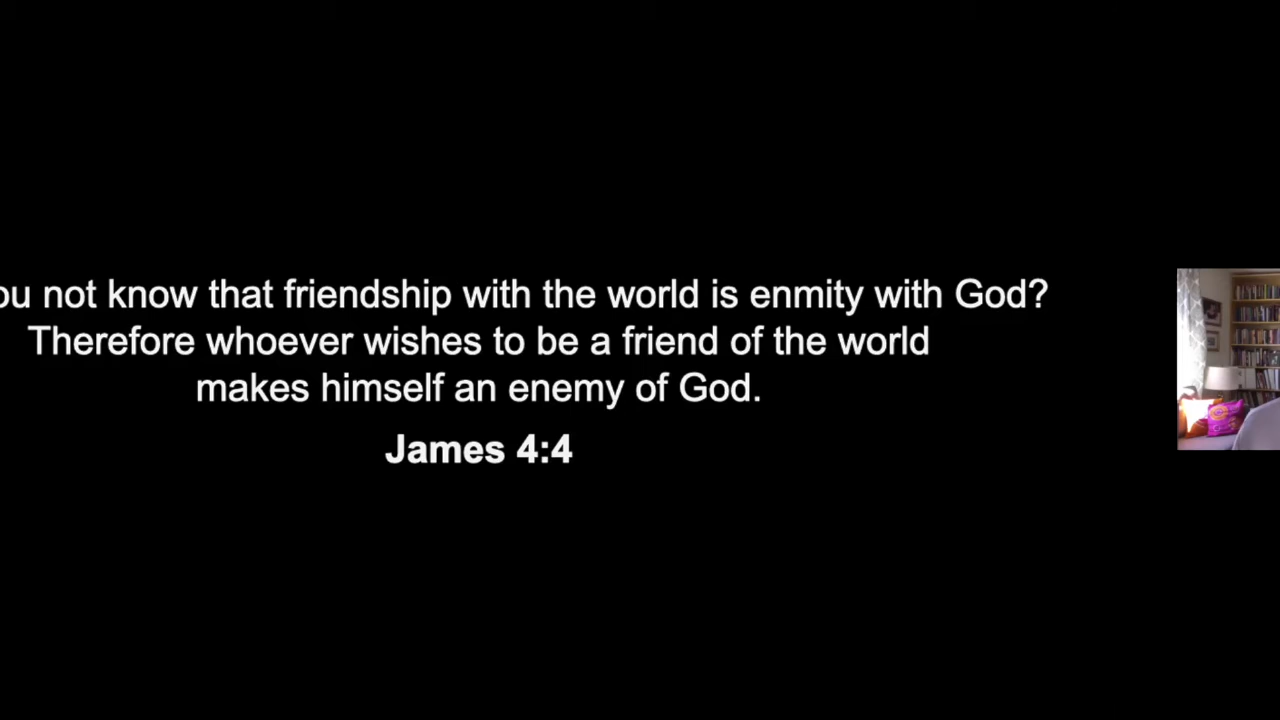 ou not know that friendship with the world is enmity with God?
Therefore whoever wishes to be a friend of the world
makes himself an enemy of God.
James 4:4